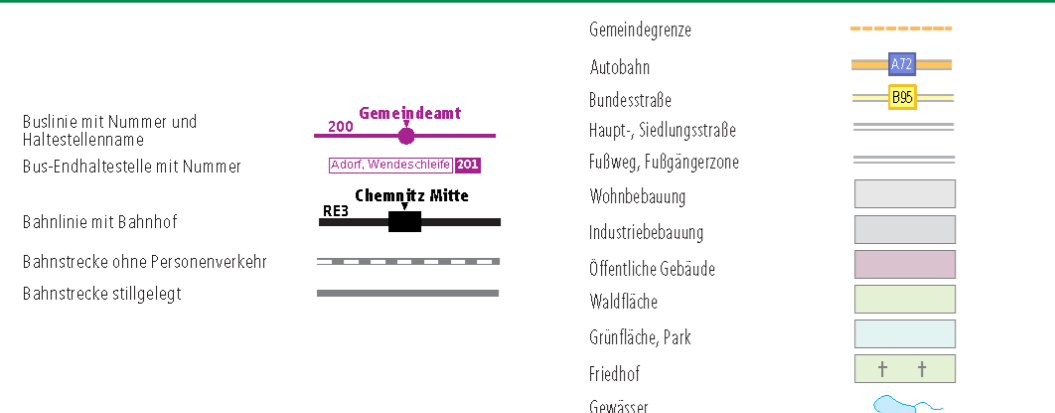 Buslinie mit Nummer und
Haltestellenname
200 Gemeindeamt
Bus-Endhaltestelle mit Nummer
Adorf, Wendeschleife 201
Bahnlinie mit Bahnhof
RE3 Chemnitz Mitte
Bahnstrecke ohne Personenverkehr
Bahnstrecke stillgelegt
Gemeindegrenze
Autobahn
A72
Bundesstraße
B95
Haupt-, Siedlungsstraße
Fußweg, Fußgängerzone
Wohnbebauung
Industriebebauung
Öffentliche Gebäude
Waldfläche
Grünfläche, Park
Friedhof
Gewässer